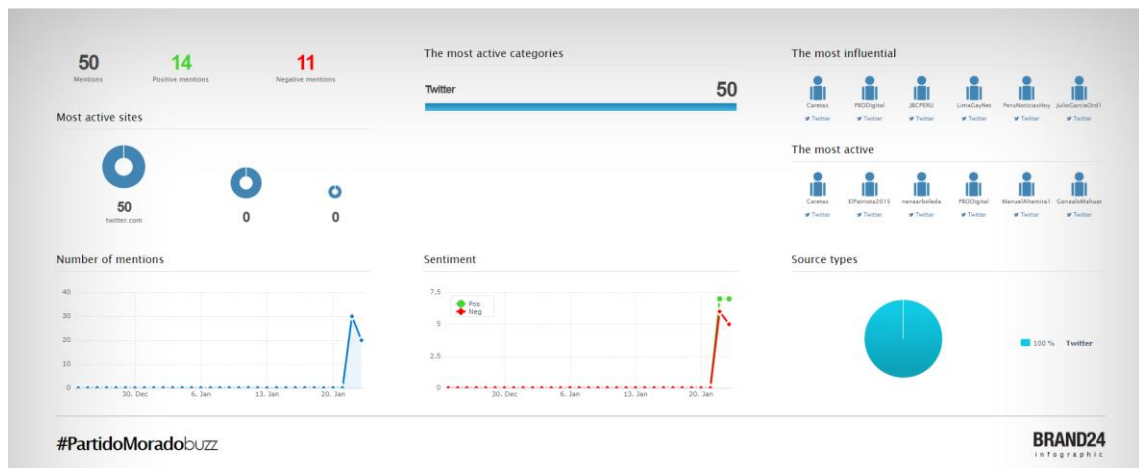 50
Mentions
14
Positive mentions
11
Negative mentions
Most active sites
50
twitter.com
0
0
The most active categories
Twitter 50
The most influential
Caretas PBODigital JBCPERU LimaGayNet PeruNoticiasHoy JulioGarciaOrd1
Twitter Twitter Twitter Twitter Twitter Twitter
The most active
Caretas ElPatriota2015 nenaarboleda PBODigital ManuelAltamira1 GonzaloMahuat
Twitter Twitter Twitter Twitter Twitter Twitter
Number of mentions
40
30
20
10
0
30. Dec 6. Jan 13. Jan 20. Jan
Sentiment
7.5
5
2.5
0
Pos
Neg
30. Dec 6. Jan 13. Jan 20. Jan
Source types
100 % Twitter
#PartidoMoradobuzz
BRAND24
infographic